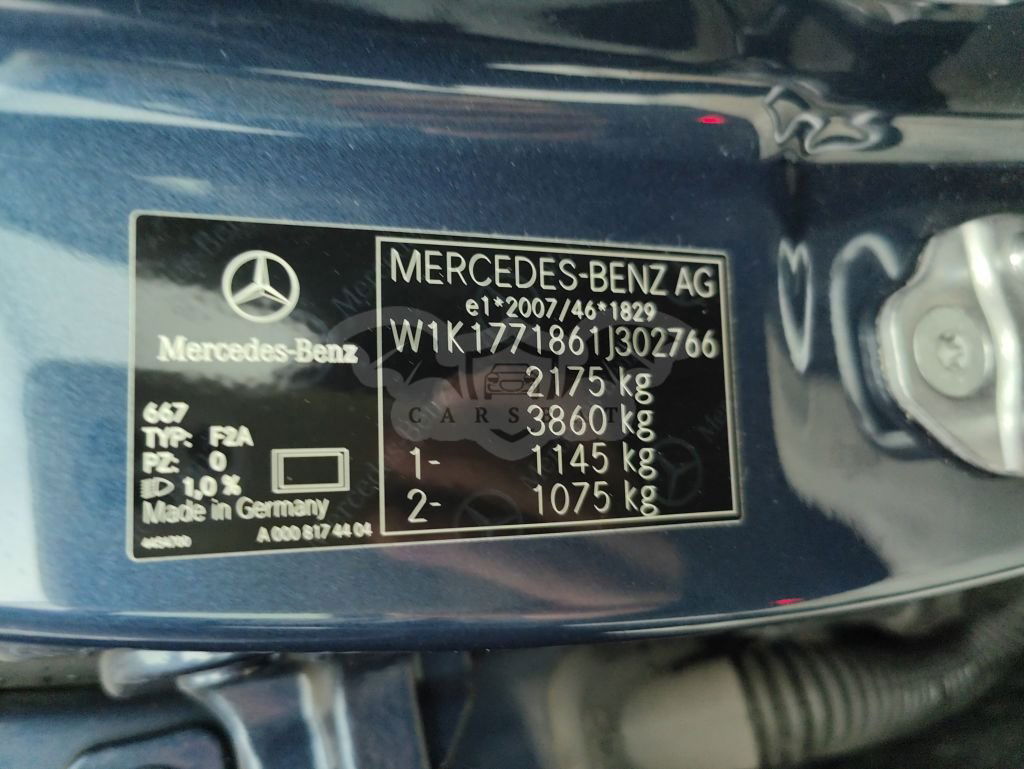 Mercedes-Benz
667
TYP: F2A
PZ: 0
1,0 %
Made in Germany
A 000 817 44 04
MERCEDES-BENZ AG
e1*2007/46*1829
W1K1771861J302766
2175 kg
3860 kg
1- 1145 kg
2- 1075 kg